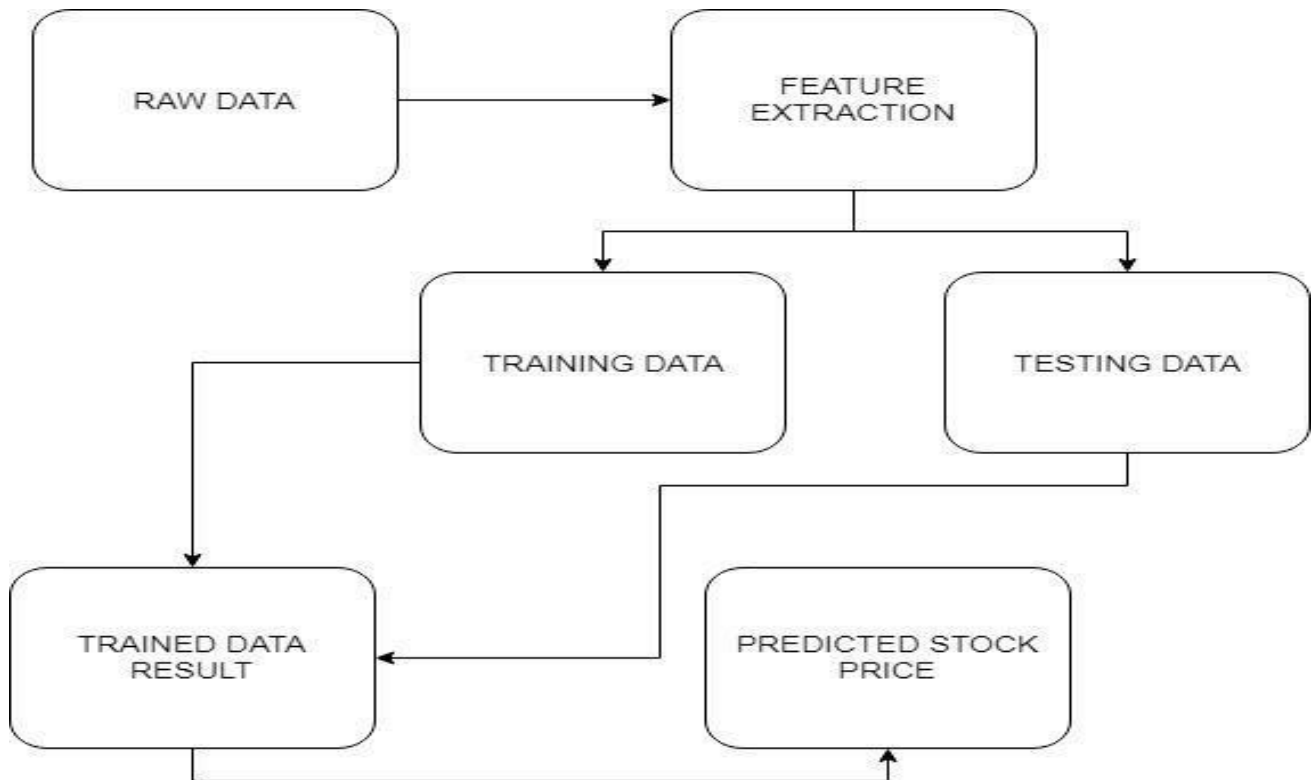 RAW DATA
FEATURE
EXTRACTION
TRAINING DATA
TESTING DATA
TRAINED DATA
RESULT
PREDICTED STOCK
PRICE